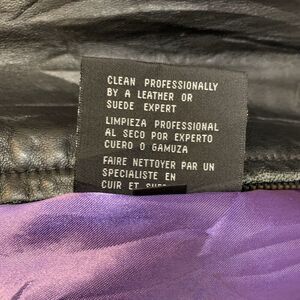 CLEAN PROFESSIONALLY
BY A LEATHER OR
SUEDE EXPERT
LIMPIEZA PROFESSIONAL
AL SECO POR EXPERTO
CUERO O GAMUZA
FAIRE NETTOYER PAR UN
SPECIALISTE EN
CUIR ET